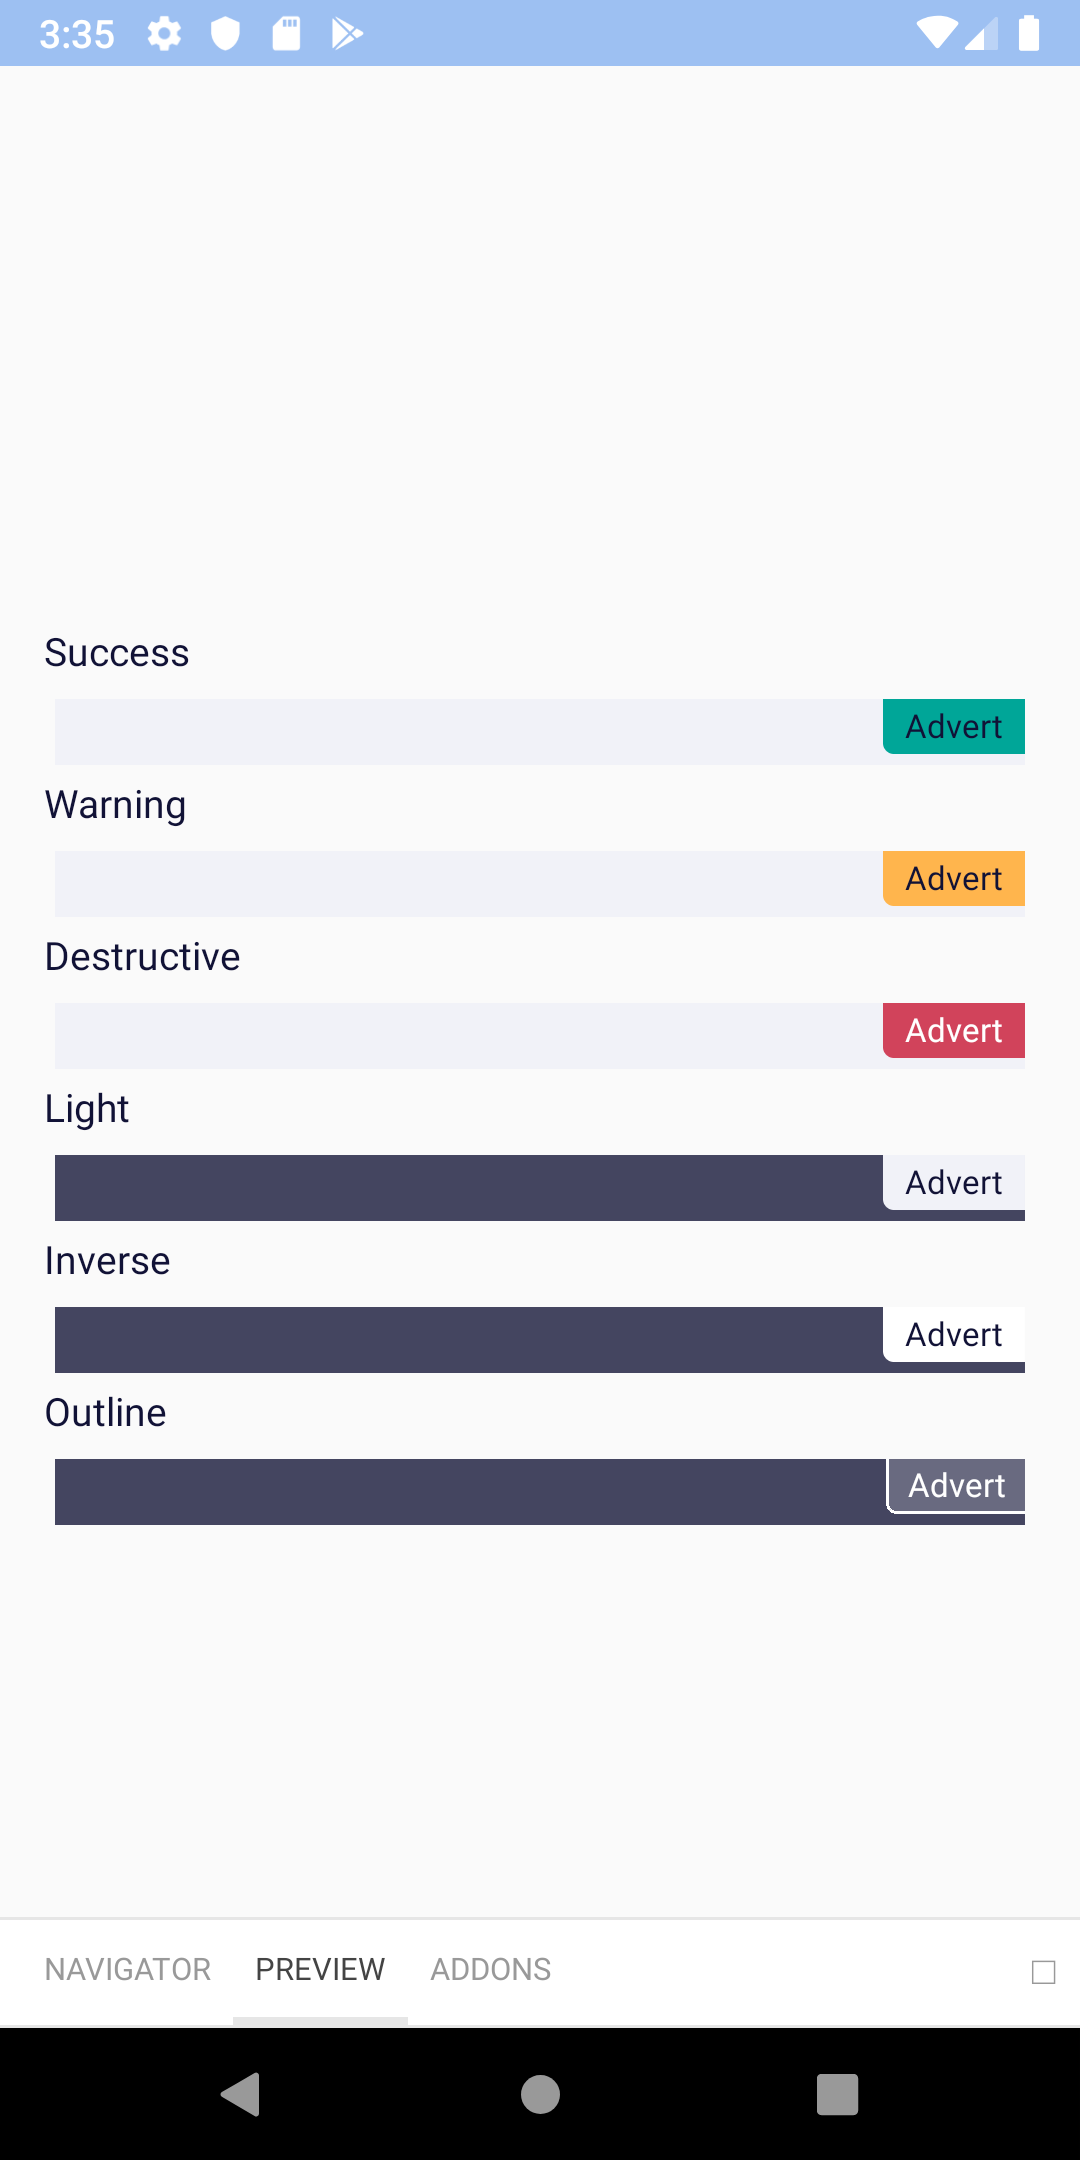 3:35
Success
Advert
Warning
Advert
Destructive
Advert
Light
Advert
Inverse
Advert
Outline
Advert
NAVIGATOR PREVIEW ADDONS